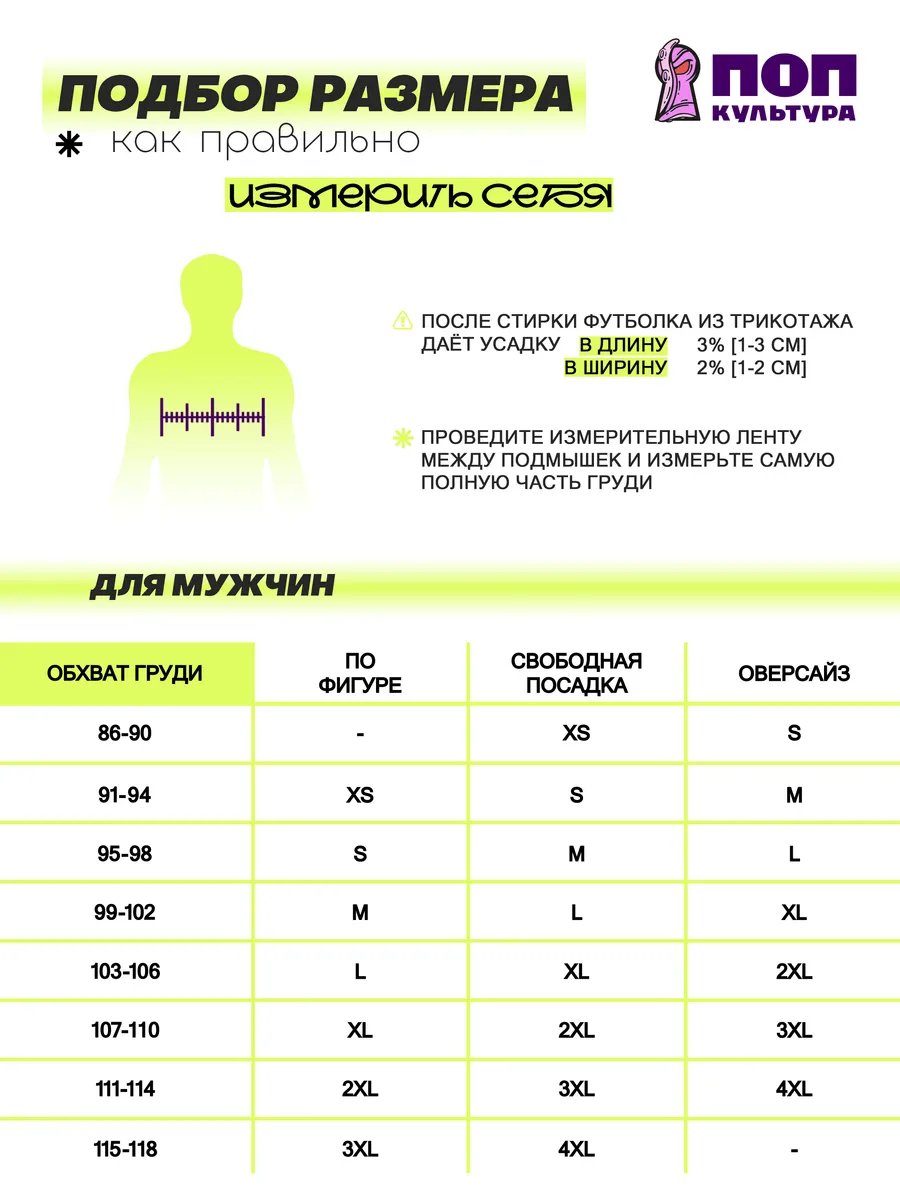 ПОДБОР РАЗМЕРА
как правильно
измерить себя
ПОП
КУЛЬТУРА
ПОСЛЕ СТИРКИ ФУТБОЛКА ИЗ ТРИКОТАЖА
ДАЁТ УСАДКУ В ДЛИНУ 3% [1-3 СМ]
В ШИРИНУ 2% [1-2 СМ]
ПРОВЕДИТЕ ИЗМЕРИТЕЛЬНУЮ ЛЕНТУ
МЕЖДУ ПОДМЫШЕК И ИЗМЕРЬТЕ САМУЮ
ПОЛНУЮ ЧАСТЬ ГРУДИ
ДЛЯ МУЖЧИН
ОБХВАТ ГРУДИ ПО ФИГУРЕ СВОБОДНАЯ ПОСАДКА ОВЕРСАЙЗ
86-90 - XS S
91-94 XS S M
95-98 S M L
99-102 M L XL
103-106 L XL 2XL
107-110 XL 2XL 3XL
111-114 2XL 3XL 4XL
115-118 3XL 4XL -